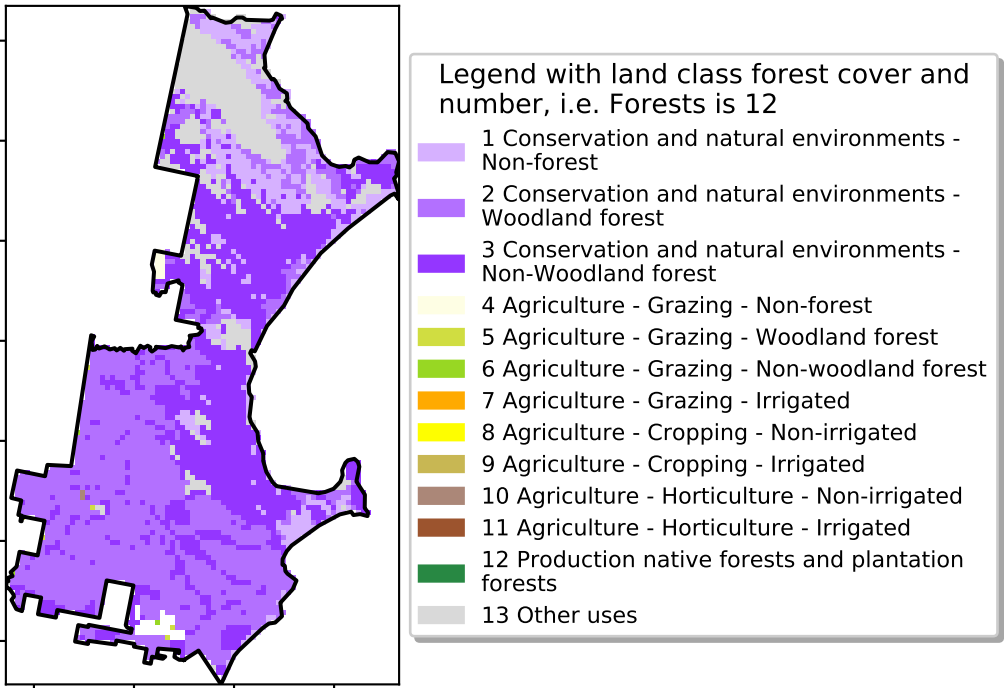 Legend with land class forest cover and
number, i.e. Forests is 12
1 Conservation and natural environments -
Non-forest
2 Conservation and natural environments -
Woodland forest
3 Conservation and natural environments -
Non-Woodland forest
4 Agriculture - Grazing - Non-forest
5 Agriculture - Grazing - Woodland forest
6 Agriculture - Grazing - Non-woodland forest
7 Agriculture - Grazing - Irrigated
8 Agriculture - Cropping - Non-irrigated
9 Agriculture - Cropping - Irrigated
10 Agriculture - Horticulture - Non-irrigated
11 Agriculture - Horticulture - Irrigated
12 Production native forests and plantation
forests
13 Other uses